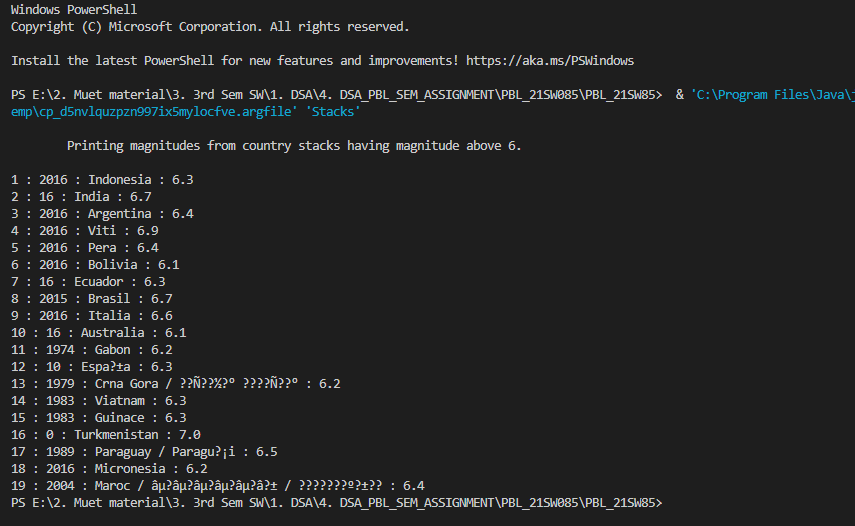 Windows PowerShell
Copyright (C) Microsoft Corporation. All rights reserved.
Install the latest PowerShell for new features and improvements! https://aka.ms/PSWindows
PS E:\2. Muet material\3. 3rd Sem SW\1. DSA\4. DSA_PBL_SEM_ASSIGNMENT\PBL_21SW085\PBL_21SW85>  & 'C:\Program Files\Java\j
emp\cp_d5nvlquzpzn997ix5mylocfve.argfile' 'Stacks'
Printing magnitudes from country stacks having magnitude above 6.
1 : 2016 : Indonesia : 6.3
2 : 16 : India : 6.7
3 : 2016 : Argentina : 6.4
4 : 2016 : Viti : 6.9
5 : 2016 : Pera : 6.4
6 : 2016 : Bolivia : 6.1
7 : 16 : Ecuador : 6.3
8 : 2015 : Brasil : 6.7
9 : 2016 : Italia : 6.6
10 : 16 : Australia : 6.1
11 : 1974 : Gabon : 6.2
12 : 10 : Espa?±a : 6.3
13 : 1979 : Crna Gora / ??Ñ??½?º ????Ñ??º : 6.2
14 : 1983 : Viatnam : 6.3
15 : 1983 : Guinace : 6.3
16 : 0 : Turkmenistan : 7.0
17 : 1989 : Paraguay / Paragu?¡i : 6.5
18 : 2016 : Micronesia : 6.2
19 : 2004 : Maroc / âµ?âµ?âµ?âµ?âµ?â?± / ???????º?±?? : 6.4
PS E:\2. Muet material\3. 3rd Sem SW\1. DSA\4. DSA_PBL_SEM_ASSIGNMENT\PBL_21SW085\PBL_21SW85>